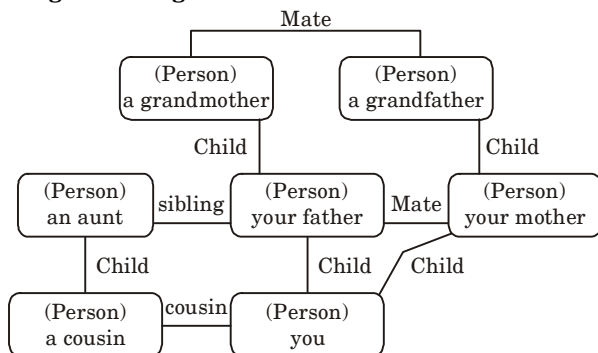 Mate
(Person)
a grandmother
(Person)
a grandfather
Child
Child
(Person)
an aunt
sibling
(Person)
your father
Mate
(Person)
your mother
Child
Child
Child
(Person)
a cousin
cousin
(Person)
you